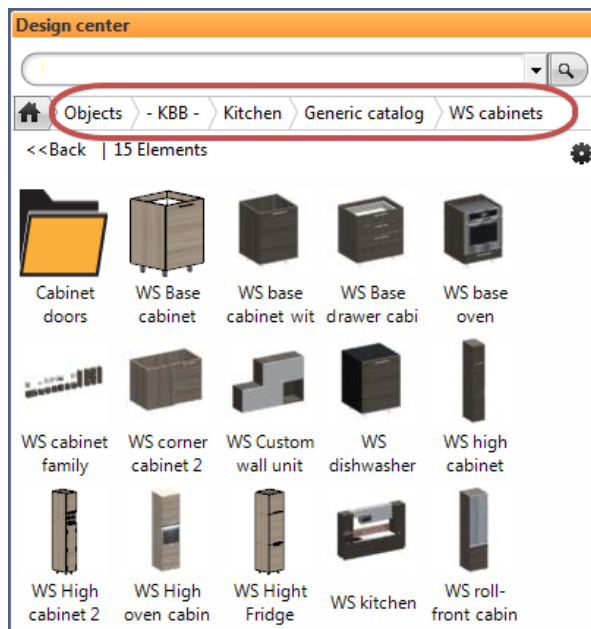 Design center
Objects - KBB - Kitchen Generic catalog WS cabinets
<<Back | 15 Elements
Cabinet doors
WS Base cabinet
WS base cabinet wit
WS Base drawer cabi
WS base oven
WS cabinet family
WS corner cabinet 2
WS Custom wall unit
WS dishwasher
WS high cabinet
WS High cabinet 2
WS High oven cabin
WS Hight Fridge
WS kitchen
WS roll-front cabin